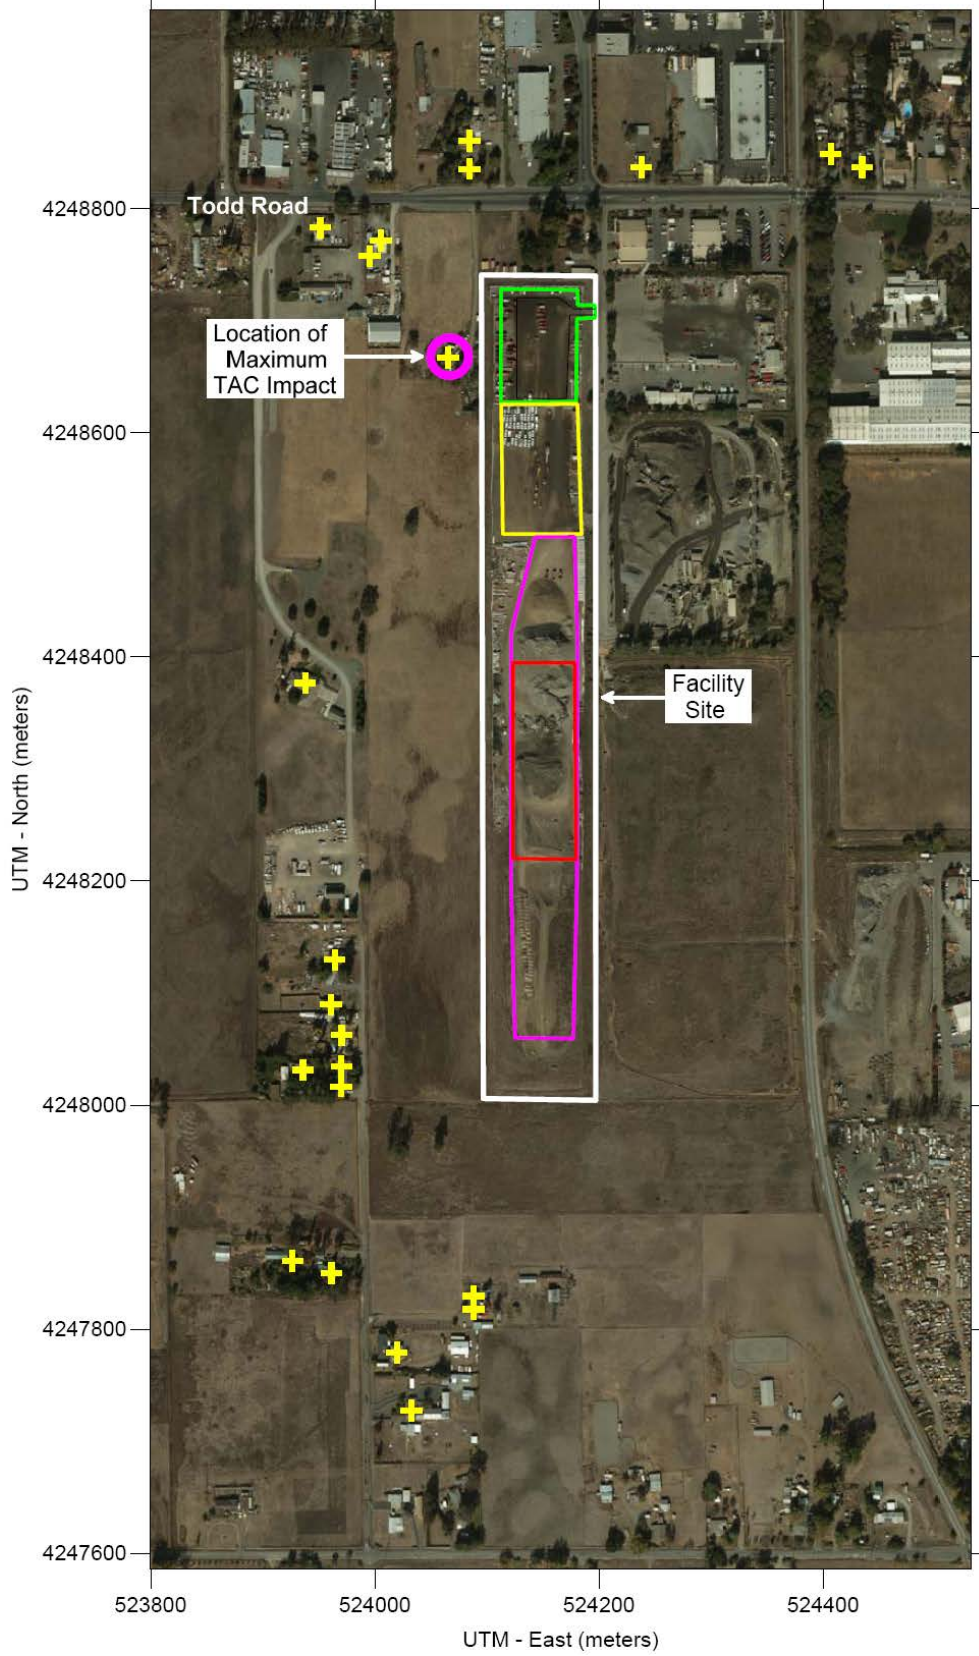 4248800
Todd Road
Location of
Maximum
TAC Impact
4248600
4248400
Facility
Site
UTM - North (meters)
4248200
4248000
4247800
4247600
523800
524000
524200
524400
UTM - East (meters)